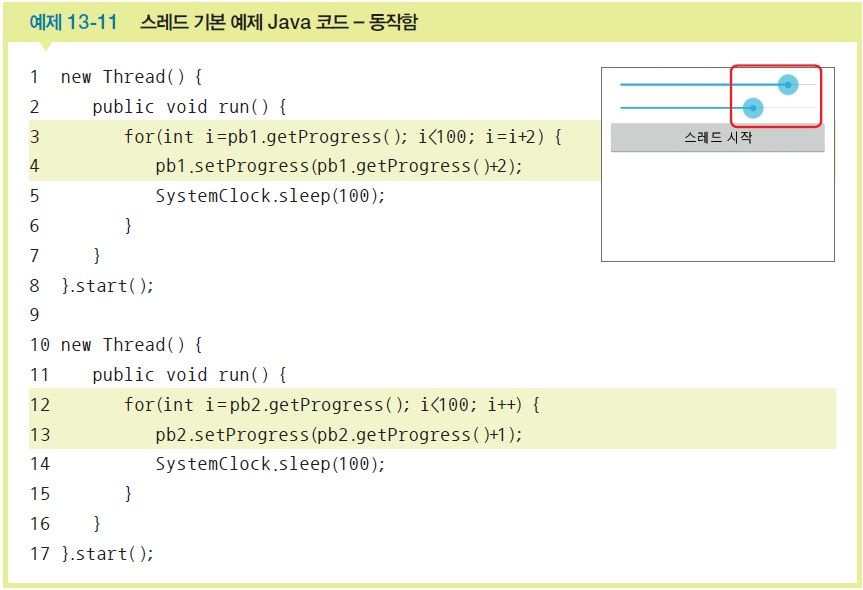 예제 13-11 스레드 기본 예제 Java 코드 – 동작함
1 new Thread() {
2 public void run() {
3 for(int i=pb1.getProgress(); i<100; i=i+2) {
4 pb1.setProgress(pb1.getProgress()+2);
5 SystemClock.sleep(100);
6 }
7 }
8 }.start();
9
10 new Thread() {
11 public void run() {
12 for(int i=pb2.getProgress(); i<100; i++) {
13 pb2.setProgress(pb2.getProgress()+1);
14 SystemClock.sleep(100);
15 }
16 }
17 }.start();
스레드 시작